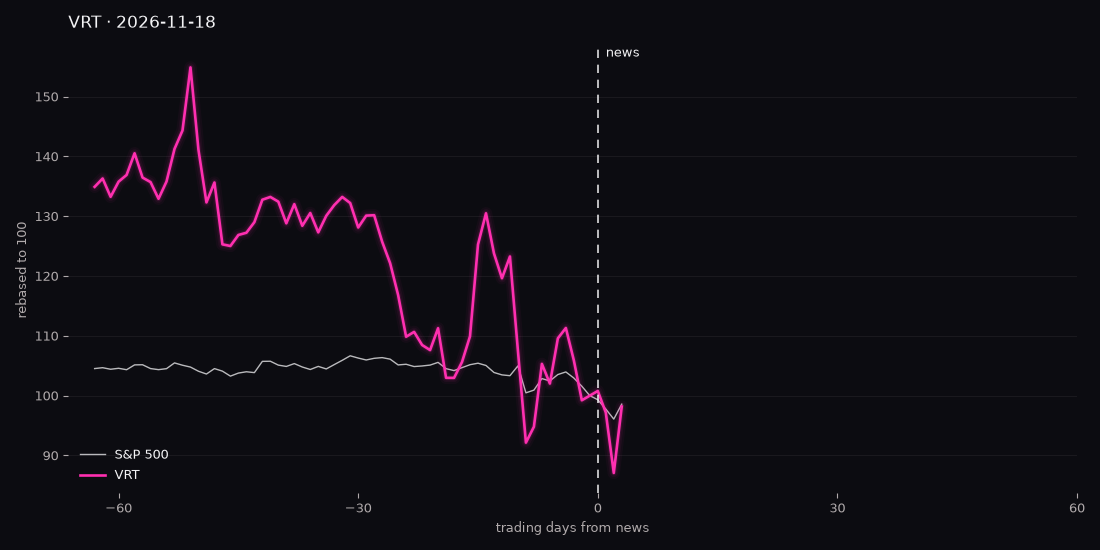 VRT · 2026-11-18
news
150
140
130
120
110
100
90
rebased to 100
S&P 500
VRT
−60
−30
0
30
60
trading days from news